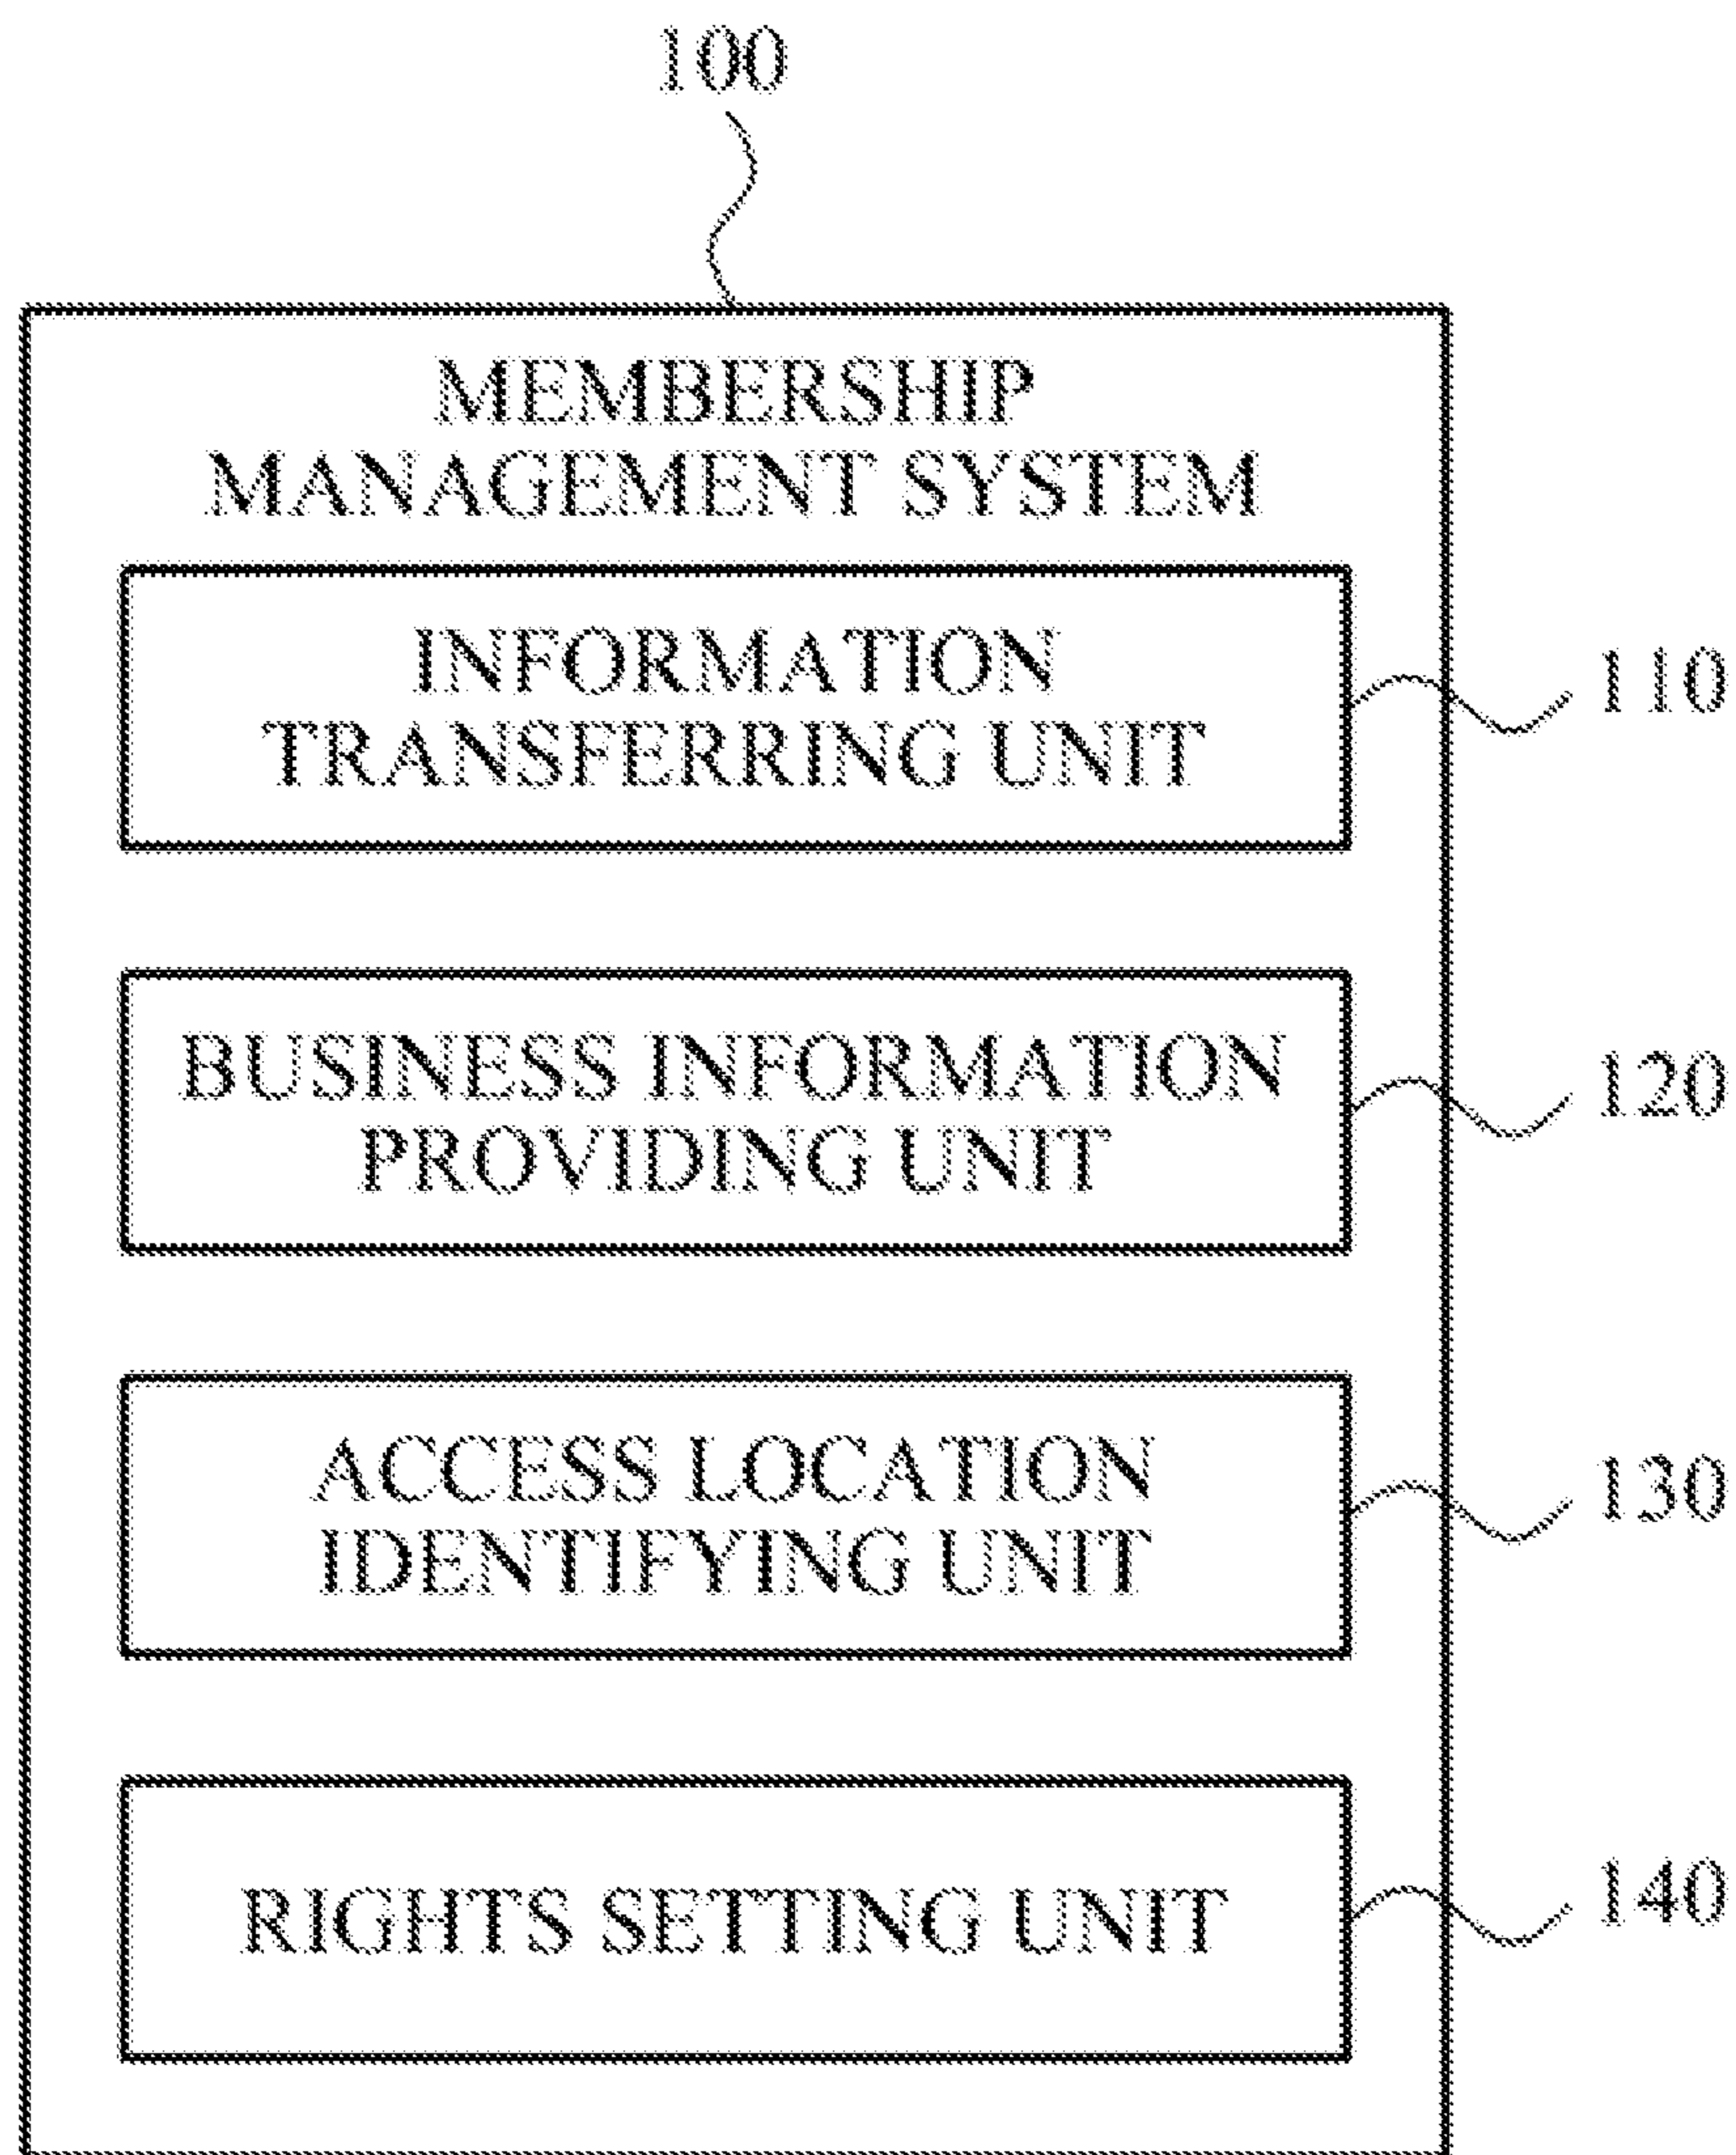 100
MEMBERSHIP
MANAGEMENT SYSTEM
INFORMATION
TRANSFERRING UNIT
110
BUSINESS INFORMATION
PROVIDING UNIT
120
ACCESS LOCATION
IDENTIFYING UNIT
130
RIGHTS SETTING UNIT
140